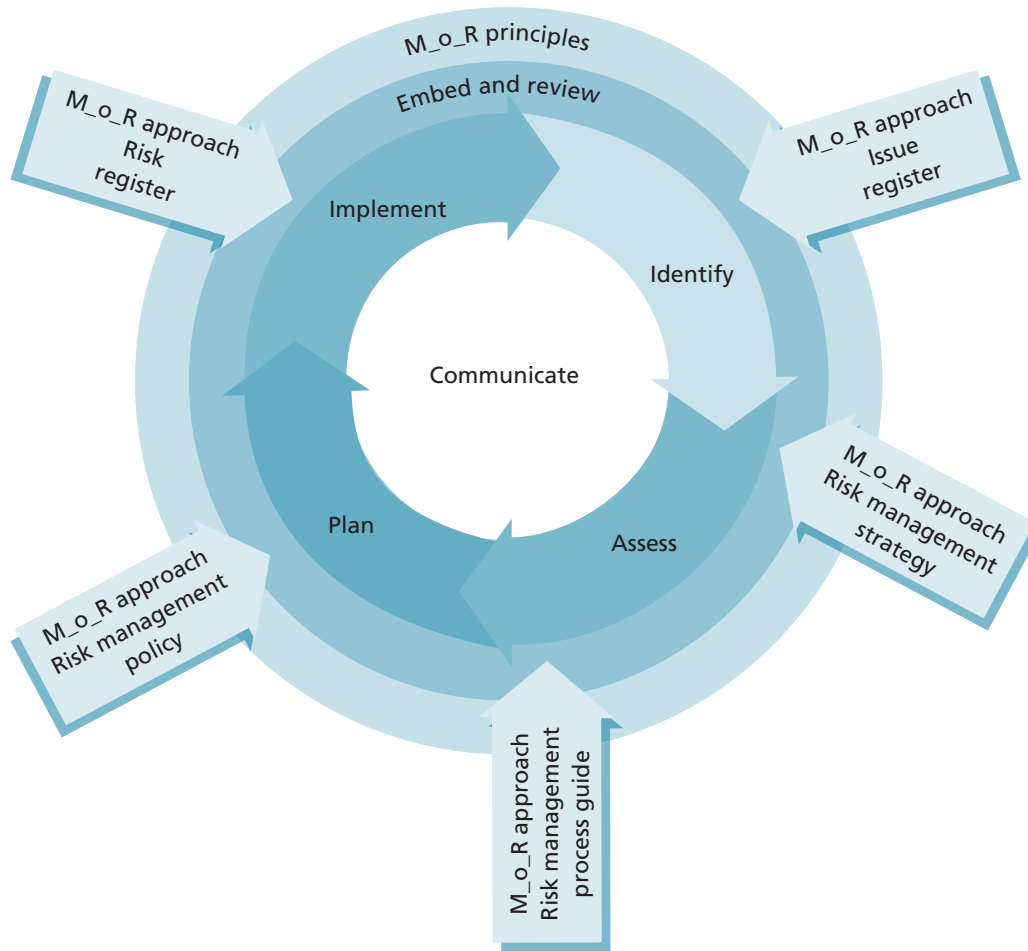 M_o_R principles
Embed and review
M_o_R approach
Risk
register
M_o_R approach
Issue
register
Implement
Identify
Communicate
Plan
Assess
M_o_R approach
Risk management
strategy
M_o_R approach
Risk management
policy
M_o_R approach
Risk management
process guide